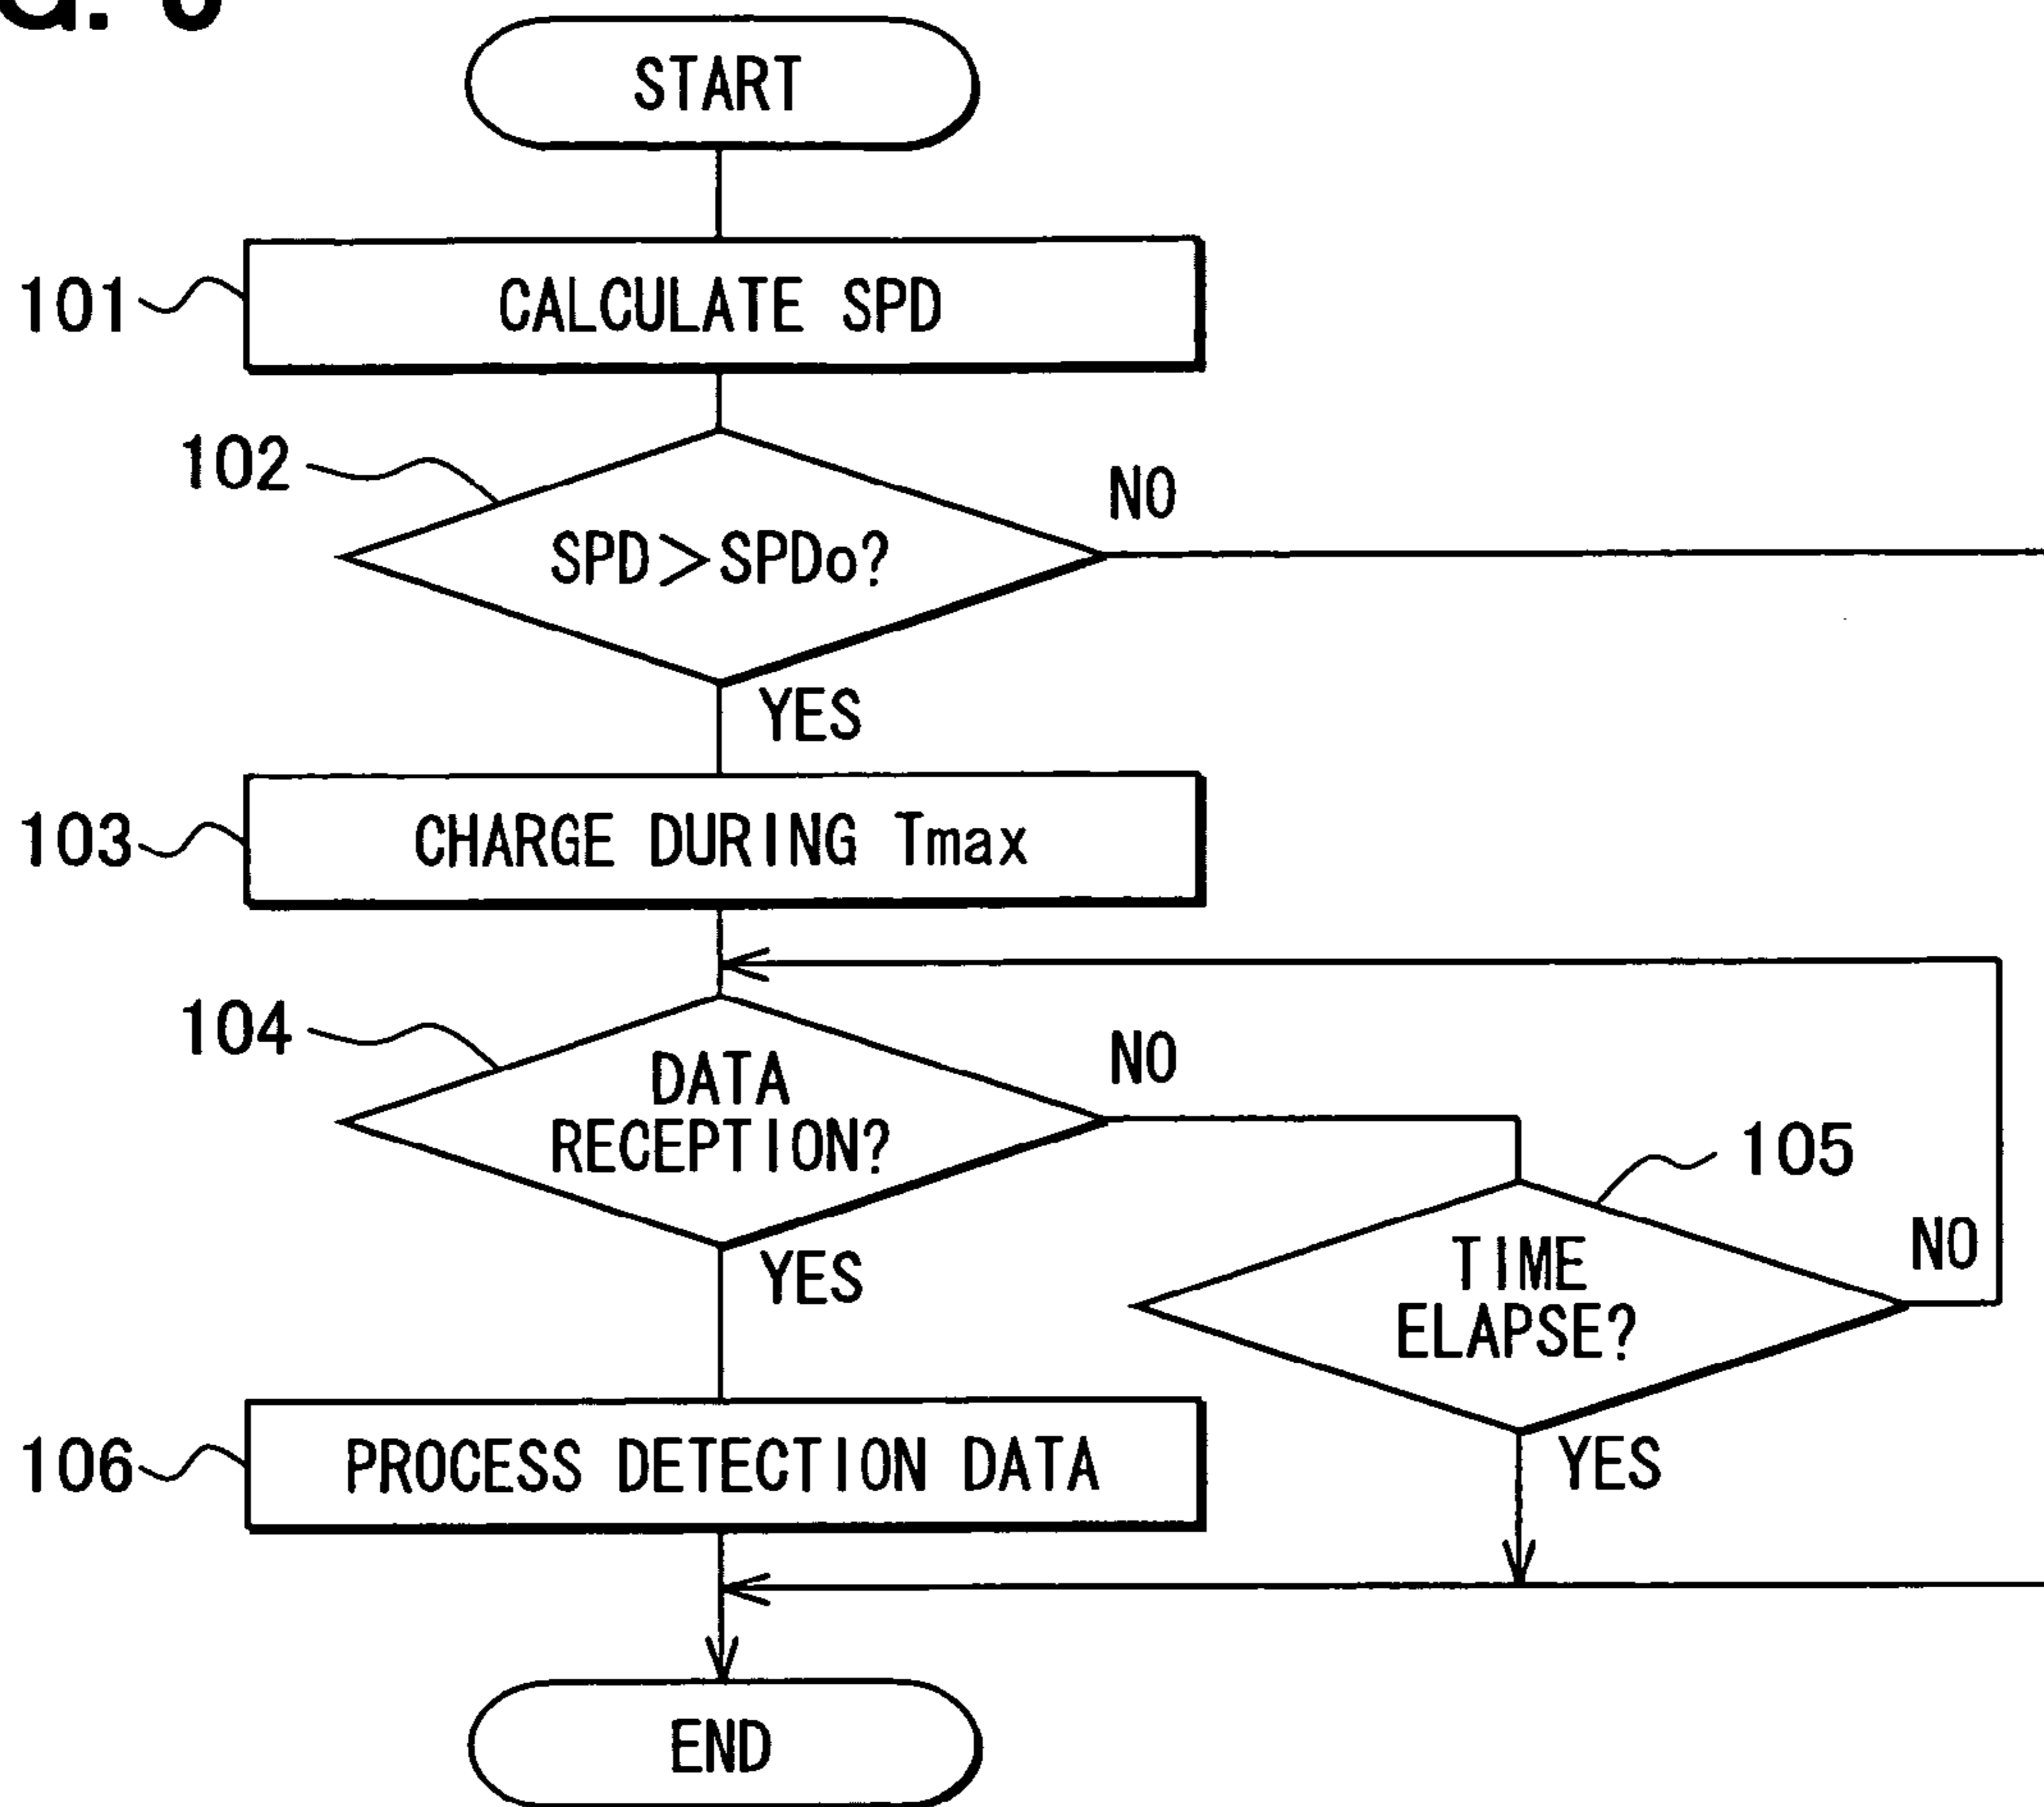 START
101
CALCULATE SPD
102
NO
SPD>SPDo?
YES
103
CHARGE DURING Tmax
104
NO
DATA
RECEPTION?
105
YES
NO
TIME
ELAPSE?
106
PROCESS DETECTION DATA
YES
END